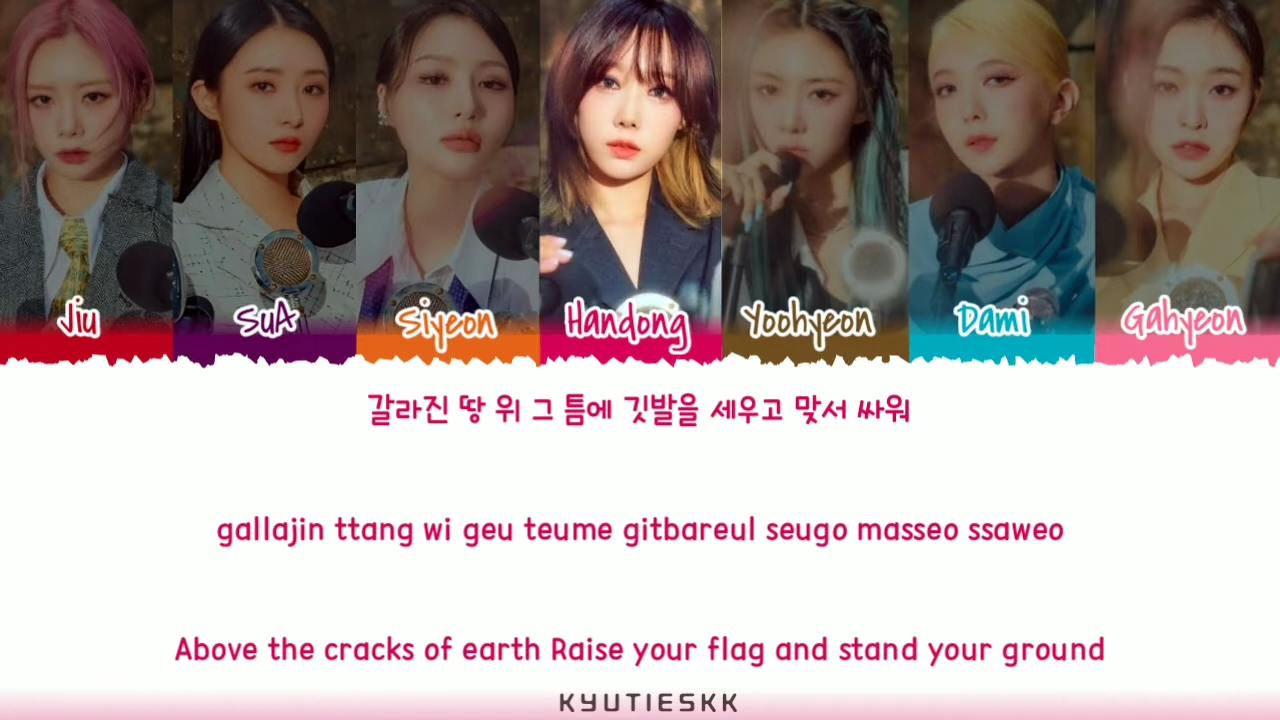 Jiu SuA Siyeon Handong Yoohyeon Dami Gahyeon
갈라진 땅 위 그 틈에 깃발을 세우고 맞서 싸워
gallajin ttang wi geu teume gitbareul seugo masseo ssaweo
Above the cracks of earth Raise your flag and stand your ground
KYUTIESKK